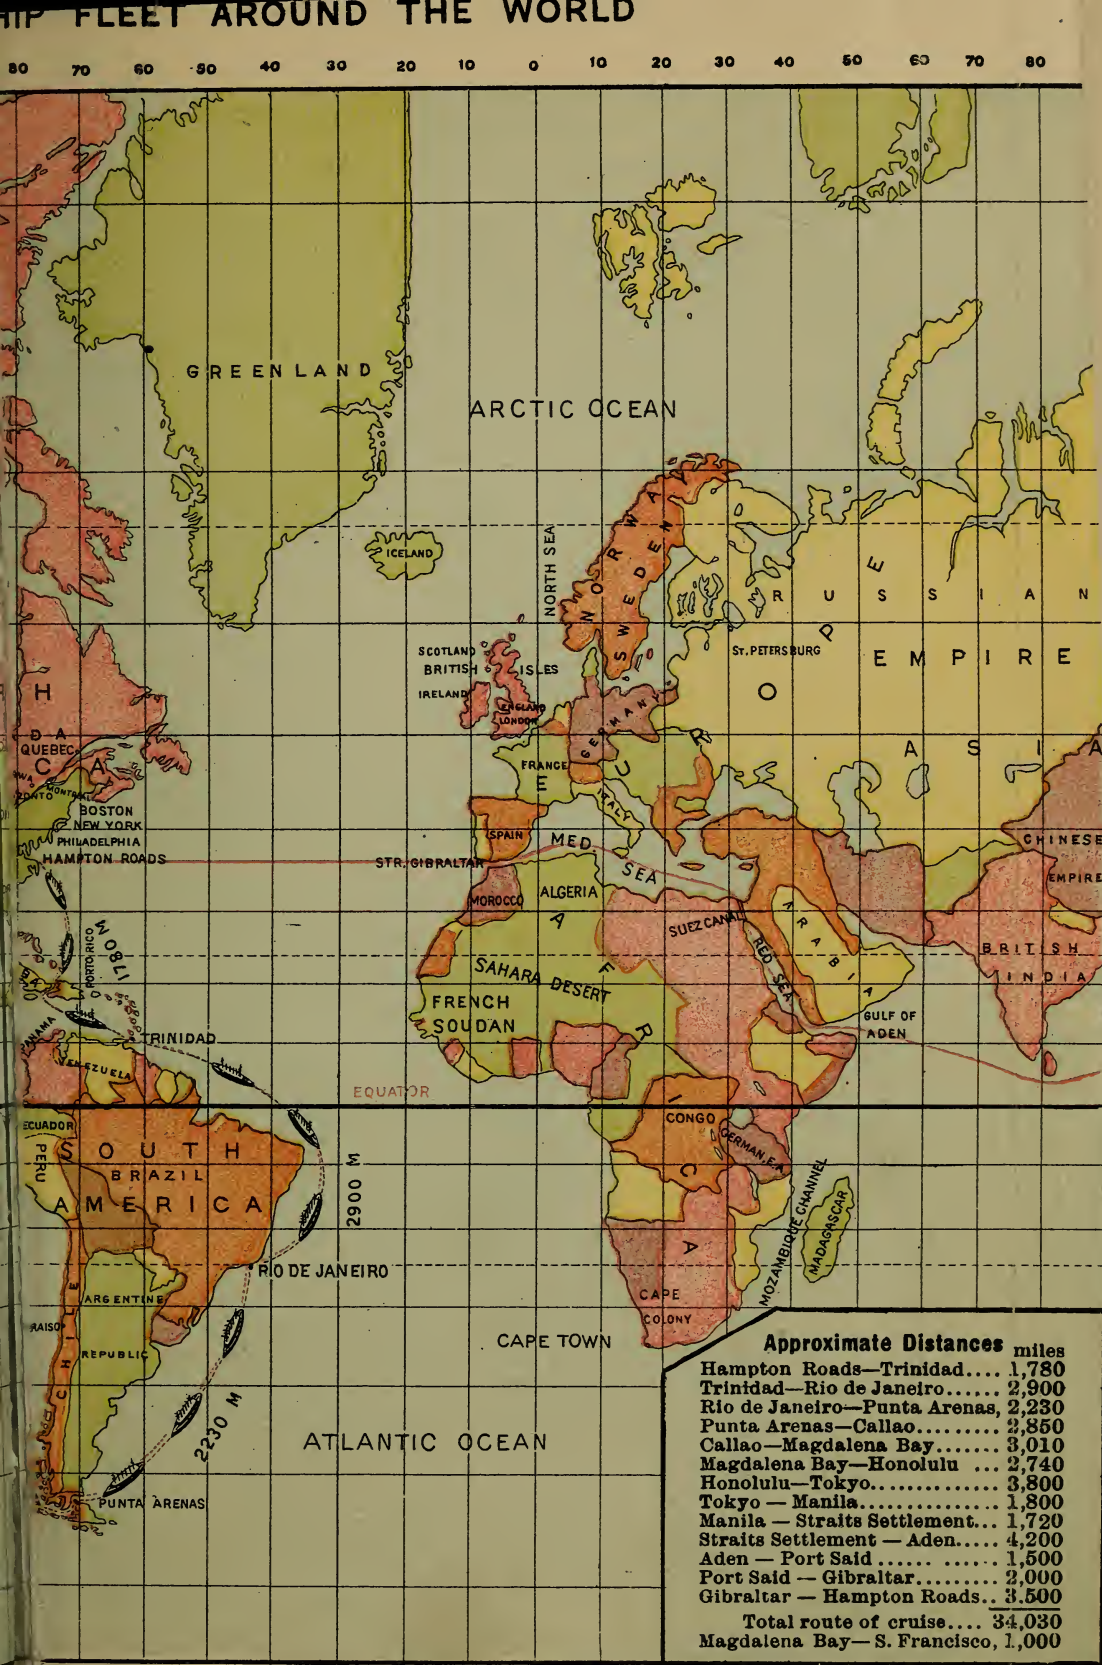 HIP FLEET AROUND THE WORLD
80 70 60 50 40 30 20 10 0 10 20 30 40 50 60 70 80
GREENLAND
ARCTIC OCEAN
ICELAND
NORTH SEA
NORWAY
SWEDEN
RUSSIAN
EMPIRE
ST. PETERSBURG
EUROPE
ASIA
SCOTLAND
BRITISH ISLES
IRELAND
ENGLAND
LONDON
GERMANY
FRANCE
ITALY
SPAIN
MED SEA
STR. GIBRALTAR
H
DA
QUEBEC
CA
MONTREAL
BOSTON
NEW YORK
PHILADELPHIA
HAMPTON ROADS
CHINESE
EMPIRE
MOROCCO
ALGERIA
SUEZ CANAL
ARABIA
RED SEA
BRITISH
INDIA
GULF OF
ADEN
AFRICA
SAHARA DESERT
FRENCH
SOUDAN
1780 M
PORTO RICO
PANAMA
TRINIDAD
VENEZUELA
EQUATOR
ECUADOR
PERU
SOUTH
BRAZIL
AMERICA
2900 M
CONGO
GERMAN.E.A.
MOZAMBIQUE CHANNEL
MADAGASCAR
RIO DE JANEIRO
ARGENTINE
REPUBLIC
CHILE
RAISO
CAPE
COLONY
CAPE TOWN
2230 M
ATLANTIC OCEAN
PUNTA ARENAS
Approximate Distances miles
Hampton Roads—Trinidad.... 1,780
Trinidad—Rio de Janeiro...... 2,900
Rio de Janeiro—Punta Arenas, 2,230
Punta Arenas—Callao......... 2,850
Callao—Magdalena Bay....... 3,010
Magdalena Bay—Honolulu ... 2,740
Honolulu—Tokyo.............. 3,800
Tokyo — Manila............... 1,800
Manila — Straits Settlement... 1,720
Straits Settlement — Aden..... 4,200
Aden — Port Said ...... ...... 1,500
Port Said — Gibraltar......... 2,000
Gibraltar — Hampton Roads.. 3.500
Total route of cruise.... 34,030
Magdalena Bay— S. Francisco, 1,000